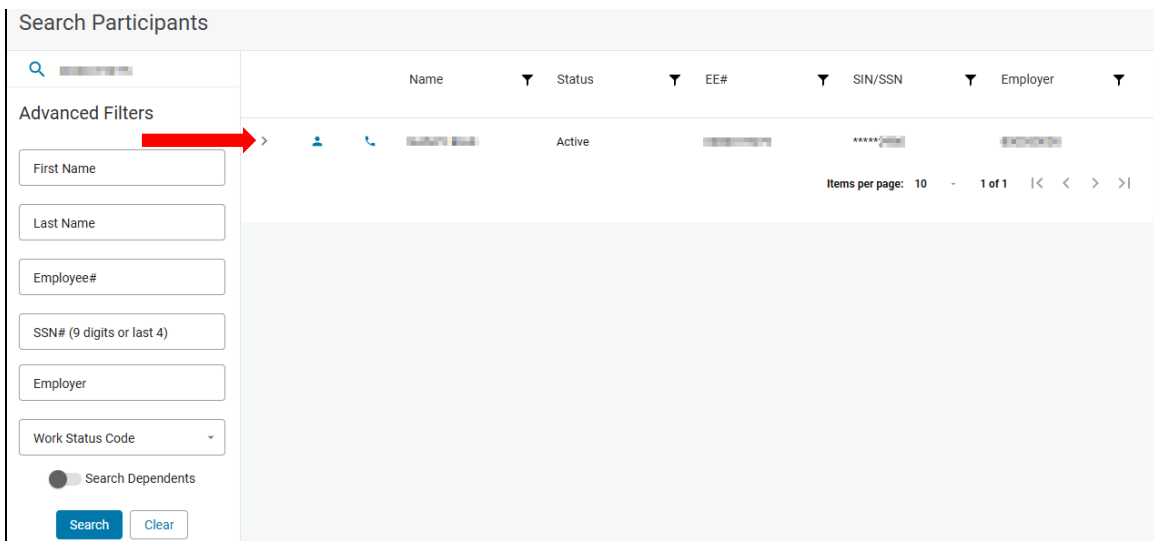 Search Participants
Name Status EE# SIN/SSN Employer
Advanced Filters
Active *****
First Name
Items per page: 10 - 1 of 1
Last Name
Employee#
SSN# (9 digits or last 4)
Employer
Work Status Code
Search Dependents
Search Clear